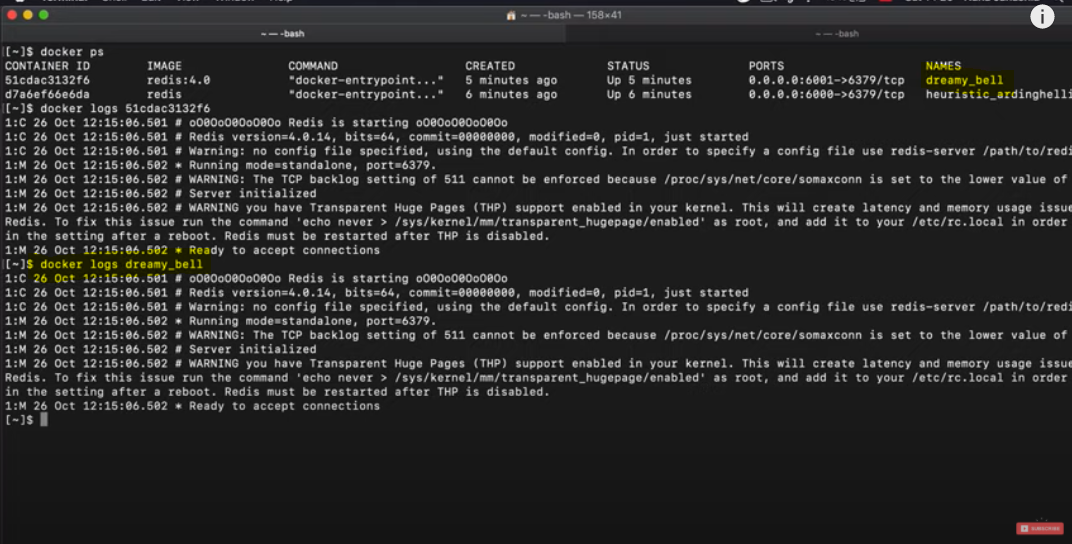 ~ — -bash — 158×41
~ — -bash
~ — -bash
[~]$ docker ps
CONTAINER ID IMAGE COMMAND CREATED STATUS PORTS NAMES
51cdac3132f6 redis:4.0 "docker-entrypoint..." 5 minutes ago Up 5 minutes 0.0.0.0:6001->6379/tcp dreamy_bell
d7a6ef66e6da redis "docker-entrypoint..." 6 minutes ago Up 6 minutes 0.0.0.0:6000->6379/tcp heuristic_ardinghelli
[~]$ docker logs 51cdac3132f6
1:C 26 Oct 12:15:06.501 # oO0OoO0OoO0Oo Redis is starting oO0OoO0OoO0Oo
1:C 26 Oct 12:15:06.501 # Redis version=4.0.14, bits=64, commit=00000000, modified=0, pid=1, just started
1:C 26 Oct 12:15:06.501 # Warning: no config file specified, using the default config. In order to specify a config file use redis-server /path/to/redi
1:M 26 Oct 12:15:06.502 * Running mode=standalone, port=6379.
1:M 26 Oct 12:15:06.502 # WARNING: The TCP backlog setting of 511 cannot be enforced because /proc/sys/net/core/somaxconn is set to the lower value of
1:M 26 Oct 12:15:06.502 # Server initialized
1:M 26 Oct 12:15:06.502 # WARNING you have Transparent Huge Pages (THP) support enabled in your kernel. This will create latency and memory usage issue
Redis. To fix this issue run the command 'echo never > /sys/kernel/mm/transparent_hugepage/enabled' as root, and add it to your /etc/rc.local in order
in the setting after a reboot. Redis must be restarted after THP is disabled.
1:M 26 Oct 12:15:06.502 * Ready to accept connections
[~]$ docker logs dreamy_bell
1:C 26 Oct 12:15:06.501 # oO0OoO0OoO0Oo Redis is starting oO0OoO0OoO0Oo
1:C 26 Oct 12:15:06.501 # Redis version=4.0.14, bits=64, commit=00000000, modified=0, pid=1, just started
1:C 26 Oct 12:15:06.501 # Warning: no config file specified, using the default config. In order to specify a config file use redis-server /path/to/redi
1:M 26 Oct 12:15:06.502 * Running mode=standalone, port=6379.
1:M 26 Oct 12:15:06.502 # WARNING: The TCP backlog setting of 511 cannot be enforced because /proc/sys/net/core/somaxconn is set to the lower value of
1:M 26 Oct 12:15:06.502 # Server initialized
1:M 26 Oct 12:15:06.502 # WARNING you have Transparent Huge Pages (THP) support enabled in your kernel. This will create latency and memory usage issue
Redis. To fix this issue run the command 'echo never > /sys/kernel/mm/transparent_hugepage/enabled' as root, and add it to your /etc/rc.local in order
in the setting after a reboot. Redis must be restarted after THP is disabled.
1:M 26 Oct 12:15:06.502 * Ready to accept connections
[~]$
SUBSCRIBE